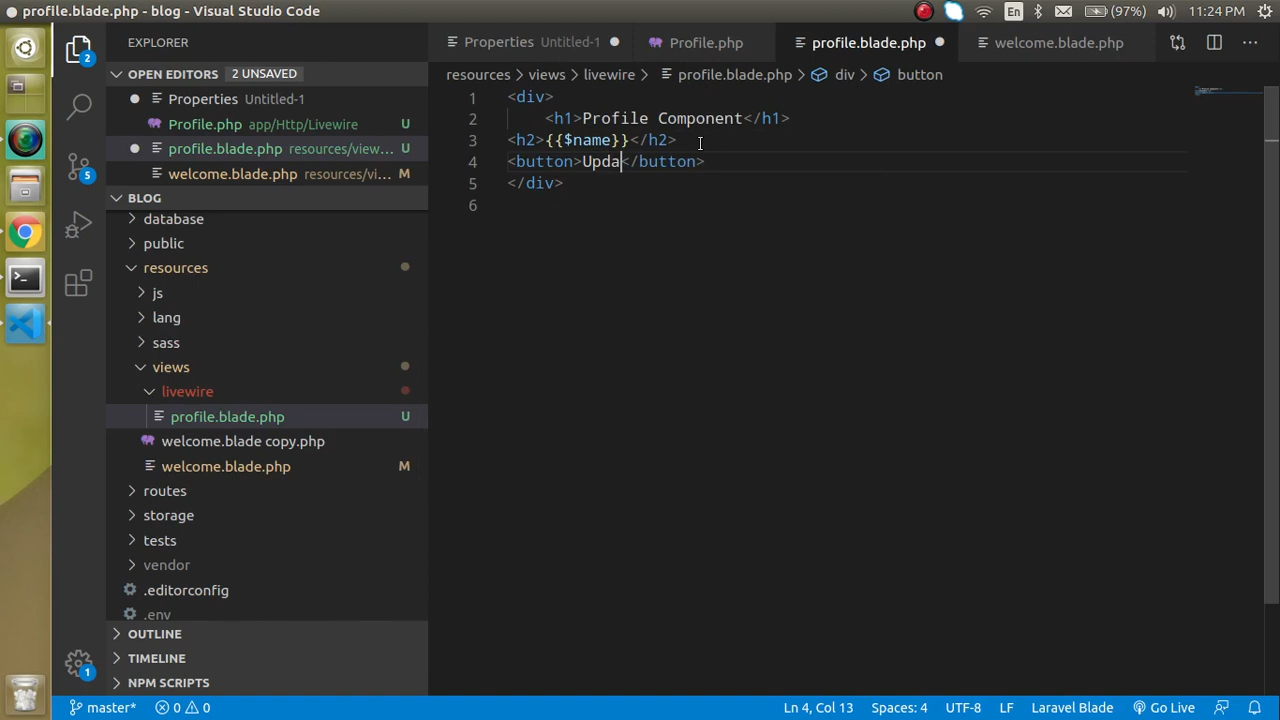 profile.blade.php - blog - Visual Studio Code
En
(97%)
11:24 PM
EXPLORER
OPEN EDITORS 2 UNSAVED
Properties Untitled-1
Profile.php app/Http/Livewire U
profile.blade.php resources/view...
welcome.blade.php resources/vi... M
BLOG
database
public
resources
js
lang
sass
views
livewire
profile.blade.php U
welcome.blade copy.php
welcome.blade.php M
routes
storage
tests
vendor
.editorconfig
.env
OUTLINE
TIMELINE
NPM SCRIPTS
2
5
1
Properties Untitled-1
Profile.php
profile.blade.php
welcome.blade.php
resources > views > livewire > profile.blade.php > div > button
1 <div>
2 <h1>Profile Component</h1>
3 <h2>{{$name}}</h2>
4 <button>Upda</button>
5 </div>
6
master*
0 0
Ln 4, Col 13
Spaces: 4
UTF-8
LF
Laravel Blade
Go Live